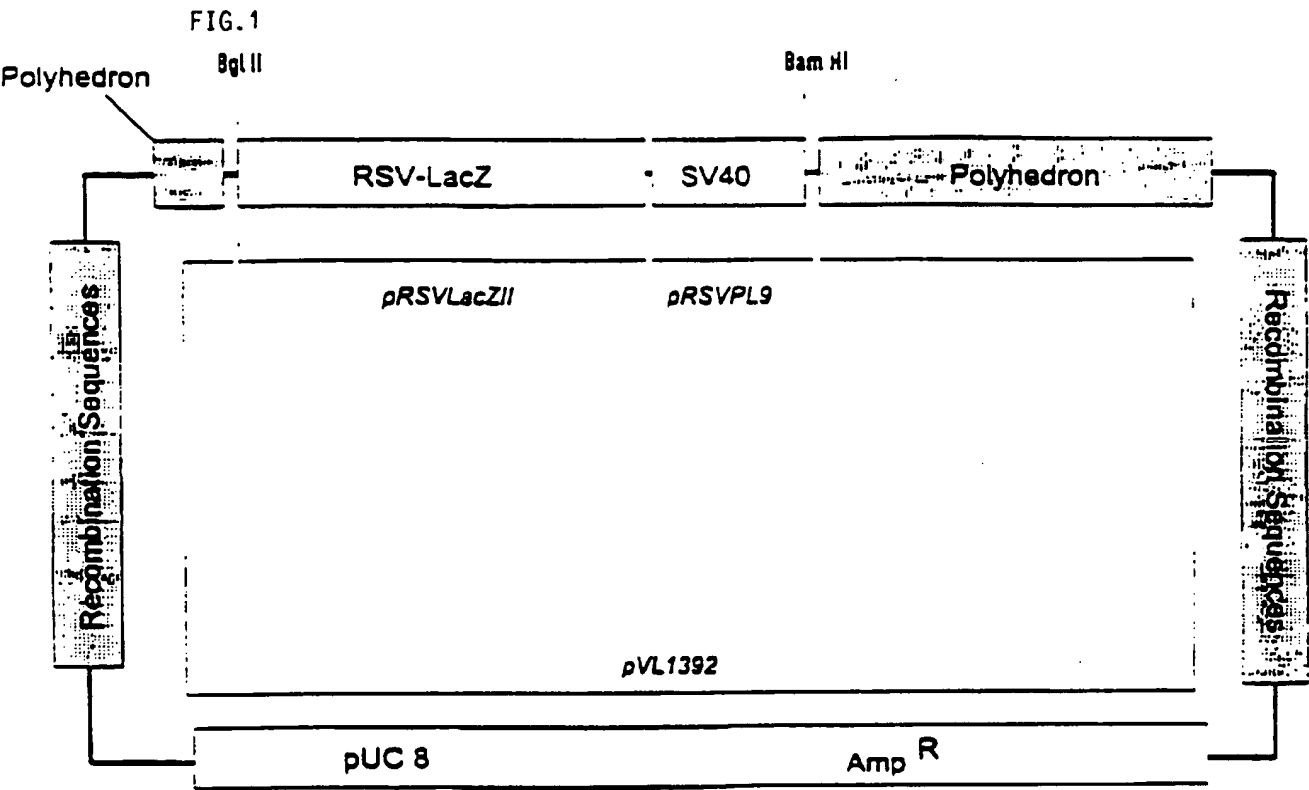 FIG.1
Bgl II
Bam HI
Polyhedron
RSV-LacZ
SV40
Polyhedron
pRSVLacZII
pRSVPL9
Recombination Sequences
Recombination Sequences
pVL1392
pUC 8
Amp R